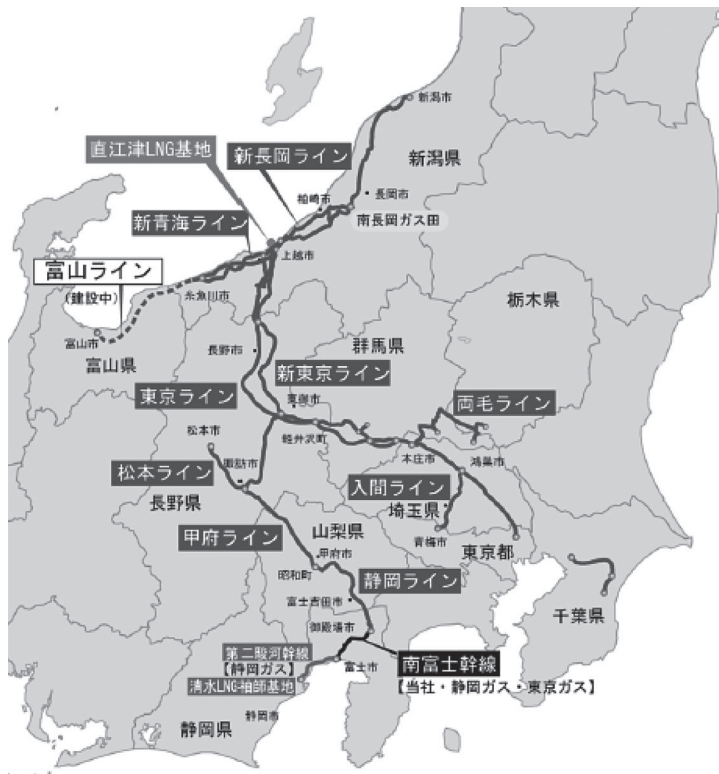 新潟市
直江津LNG基地
新長岡ライン
新潟県
柏崎市
長岡市
南長岡ガス田
新青海ライン
上越市
富山ライン
(建設中)
糸魚川市
栃木県
富山市
富山県
長野市
群馬県
新東京ライン
東京ライン
東御市
両毛ライン
松本市
軽井沢町
本庄市
鴻巣市
松本ライン
諏訪市
入間ライン
長野県
埼玉県
甲府ライン
山梨県
青梅市
東京都
甲府市
昭和町
静岡ライン
富士吉田市
千葉県
御殿場市
第二駿河幹線
【静岡ガス】
富士市
南富士幹線
清水LNG-袖師基地
【当社・静岡ガス・東京ガス】
静岡市
静岡県